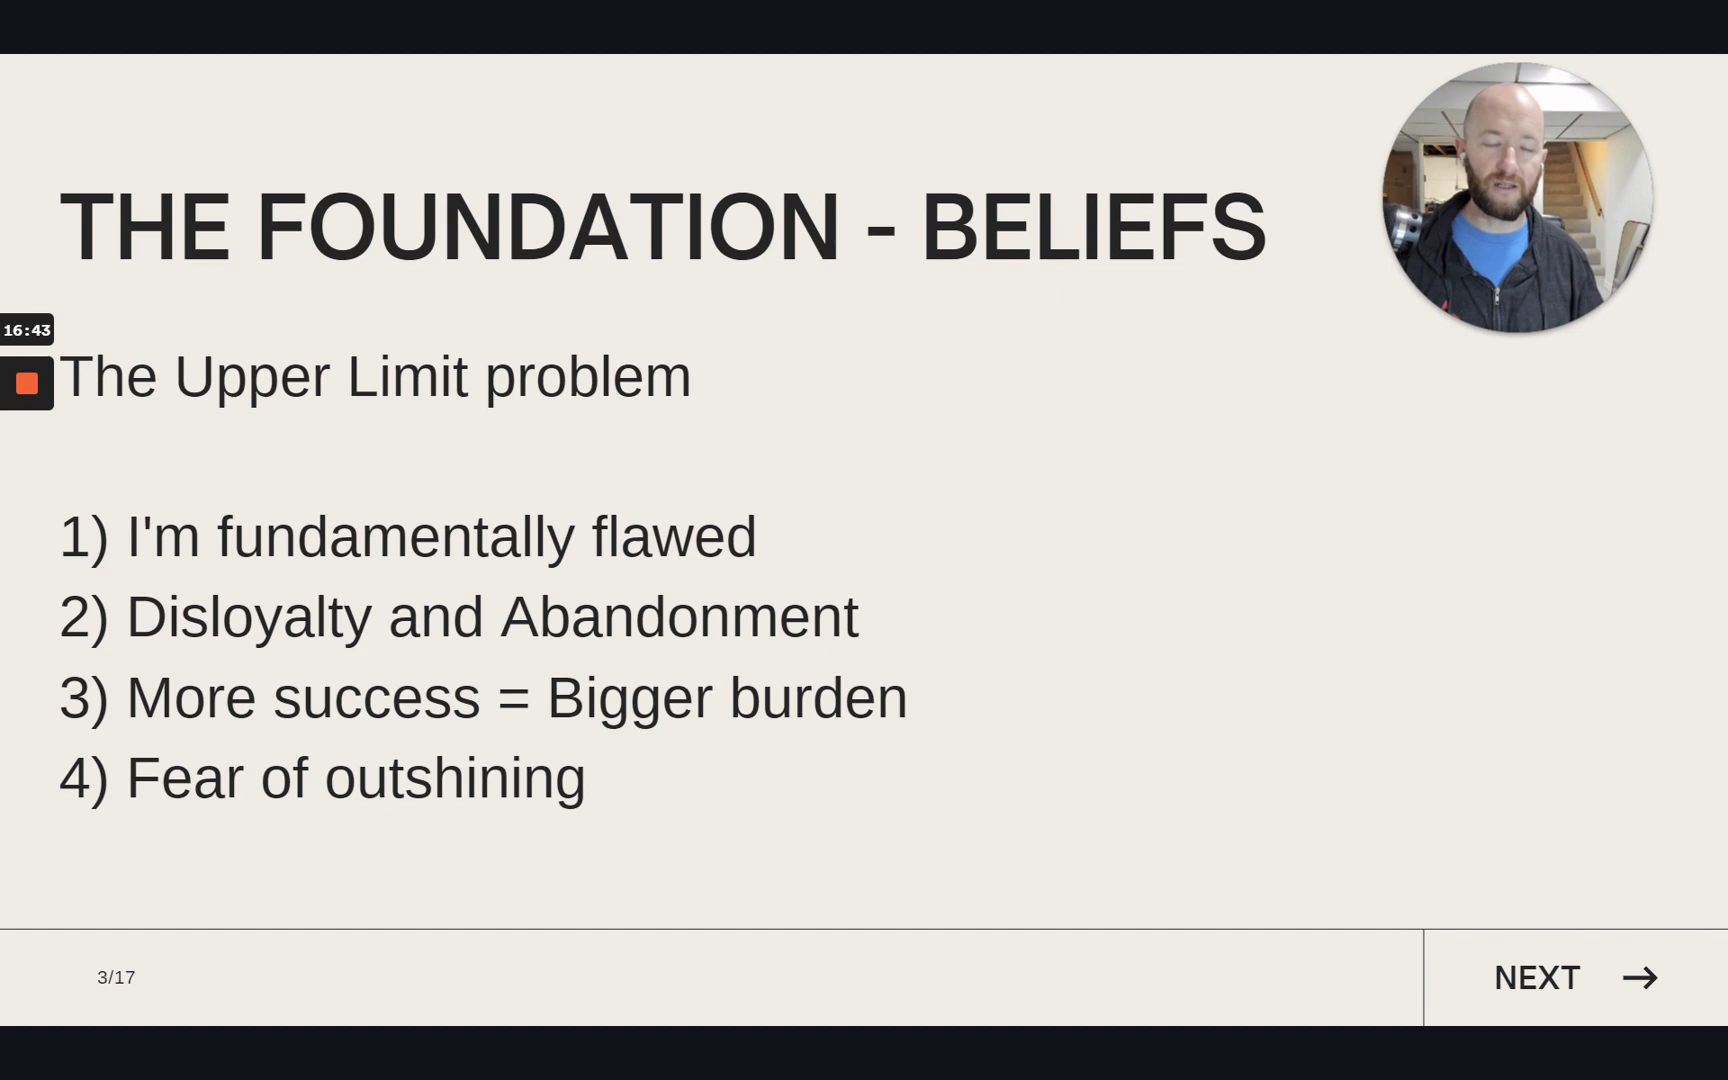 THE FOUNDATION - BELIEFS
16:43
The Upper Limit problem
1) I'm fundamentally flawed
2) Disloyalty and Abandonment
3) More success = Bigger burden
4) Fear of outshining
3/17
NEXT →